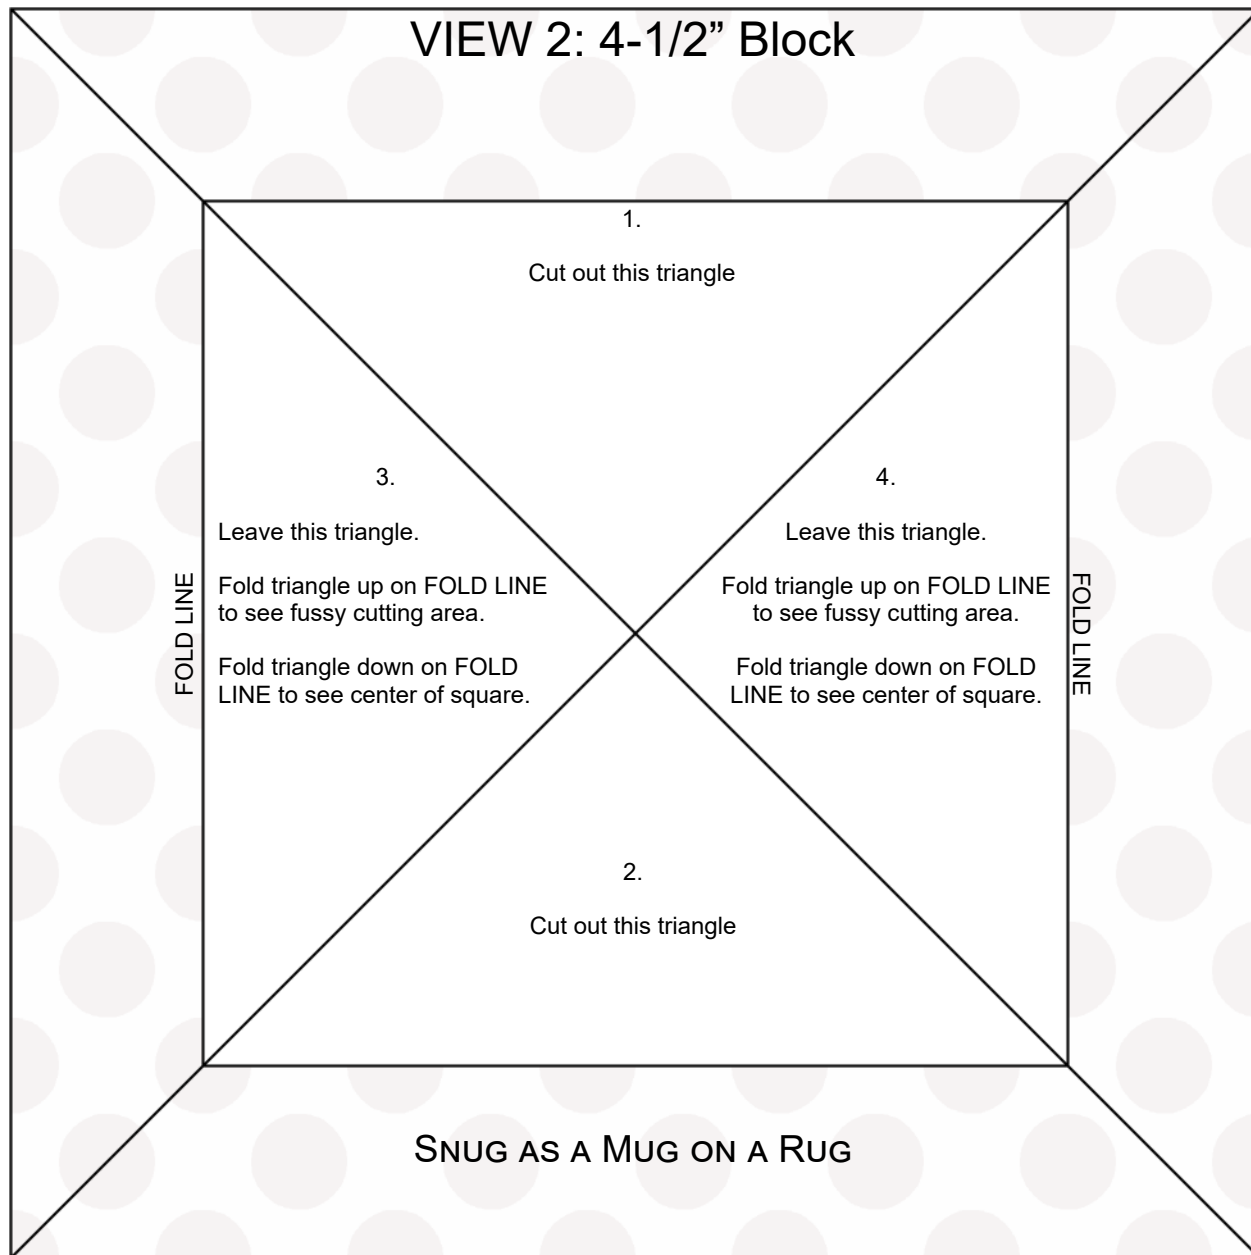 VIEW 2: 4-1/2” Block
1.
Cut out this triangle
3.
Leave this triangle.
Fold triangle up on FOLD LINE
to see fussy cutting area.
Fold triangle down on FOLD
LINE to see center of square.
FOLD LINE
4.
Leave this triangle.
Fold triangle up on FOLD LINE
to see fussy cutting area.
Fold triangle down on FOLD
LINE to see center of square.
FOLD LINE
2.
Cut out this triangle
SNUG AS A MUG ON A RUG